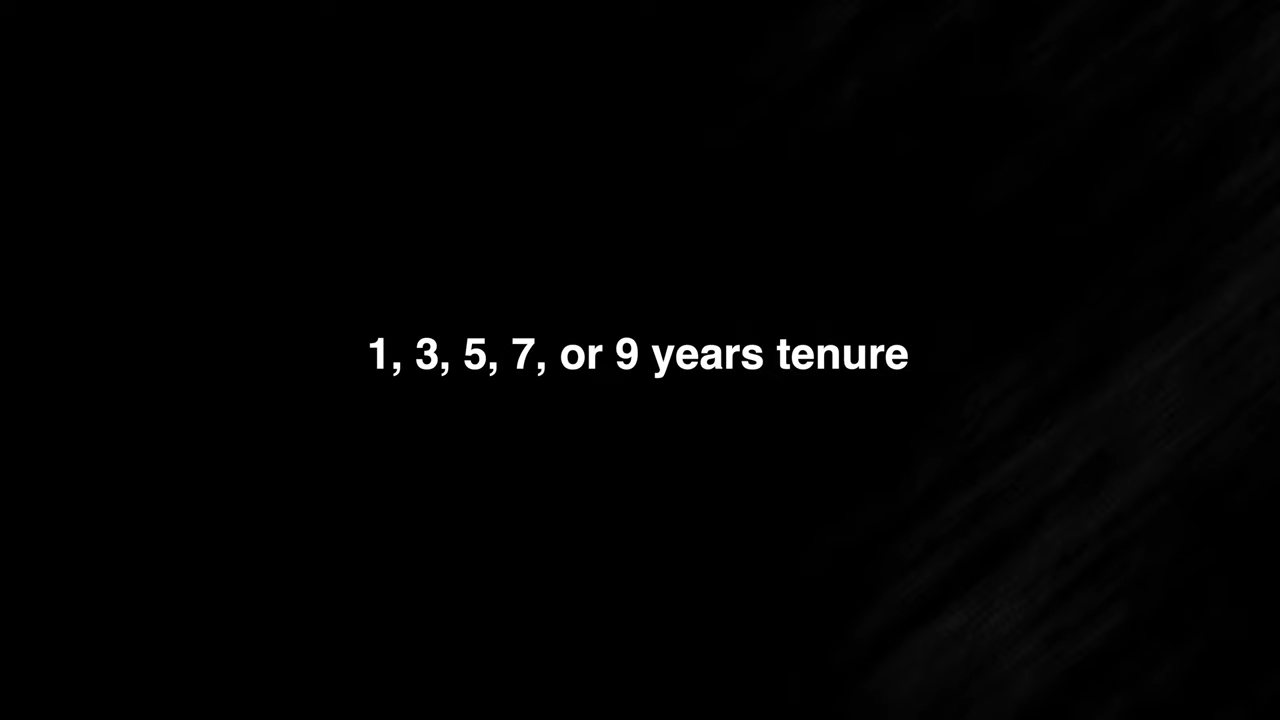 1, 3, 5, 7, or 9 years tenure